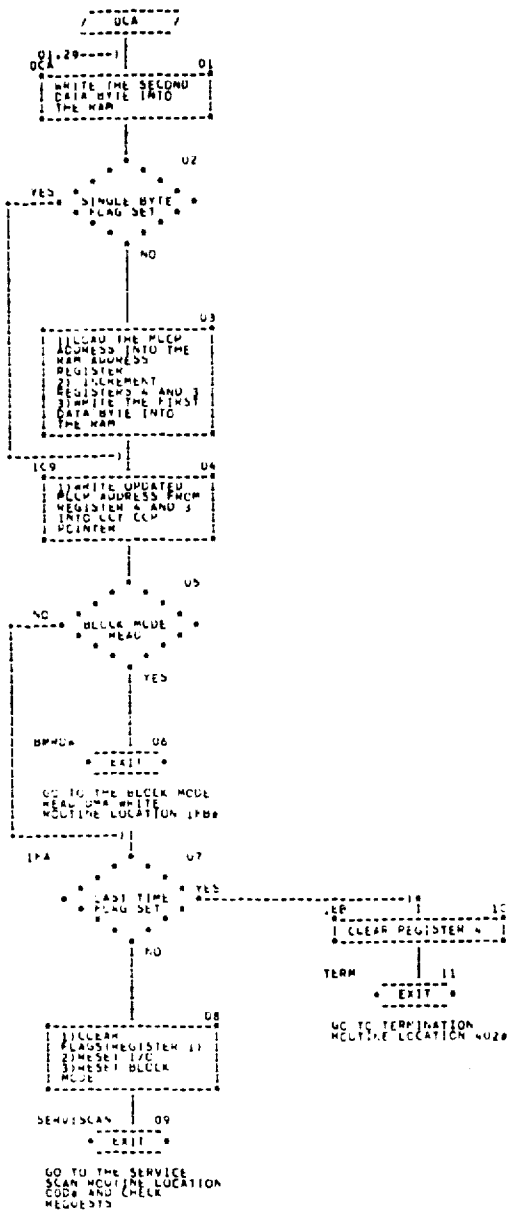 / DCA /
01.29
DCA 01
WRITE THE SECOND
DATA BYTE INTO
THE RAM
02
YES
SINGLE BYTE
FLAG SET
NO
03
1)LOAD THE MLCP
ADDRESS INTO THE
RAM ADDRESS
REGISTER
2) INCREMENT
REGISTERS 4 AND 3
3)WRITE THE FIRST
DATA BYTE INTO
THE RAM
1C9 04
1)WRITE UPDATED
MLCP ADDRESS FROM
REGISTER 4 AND 3
INTO LCT CCP
POINTER
05
NO
BLOCK MODE
READ
YES
BMRDW 06
EXIT
GO TO THE BLOCK MODE
READ DMA WRITE
ROUTINE LOCATION
07
LAST TIME
FLAG SET
YES
NO
10
CLEAR REGISTER 4
TERM 11
EXIT
GO TO TERMINATION
ROUTINE LOCATION 402#
08
1)CLEAR
FLAGS(REGISTER 1)
2)RESET I/O
3)RESET BLOCK
MODE
SERVISCAN 09
EXIT
GO TO THE SERVICE
SCAN ROUTINE LOCATION
AND CHECK
REQUESTS